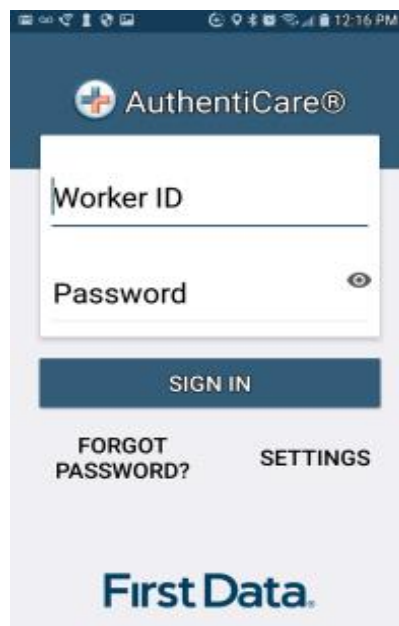 12:16 PM
AuthentiCare®
Worker ID
Password
SIGN IN
FORGOT
PASSWORD?
SETTINGS
First Data.